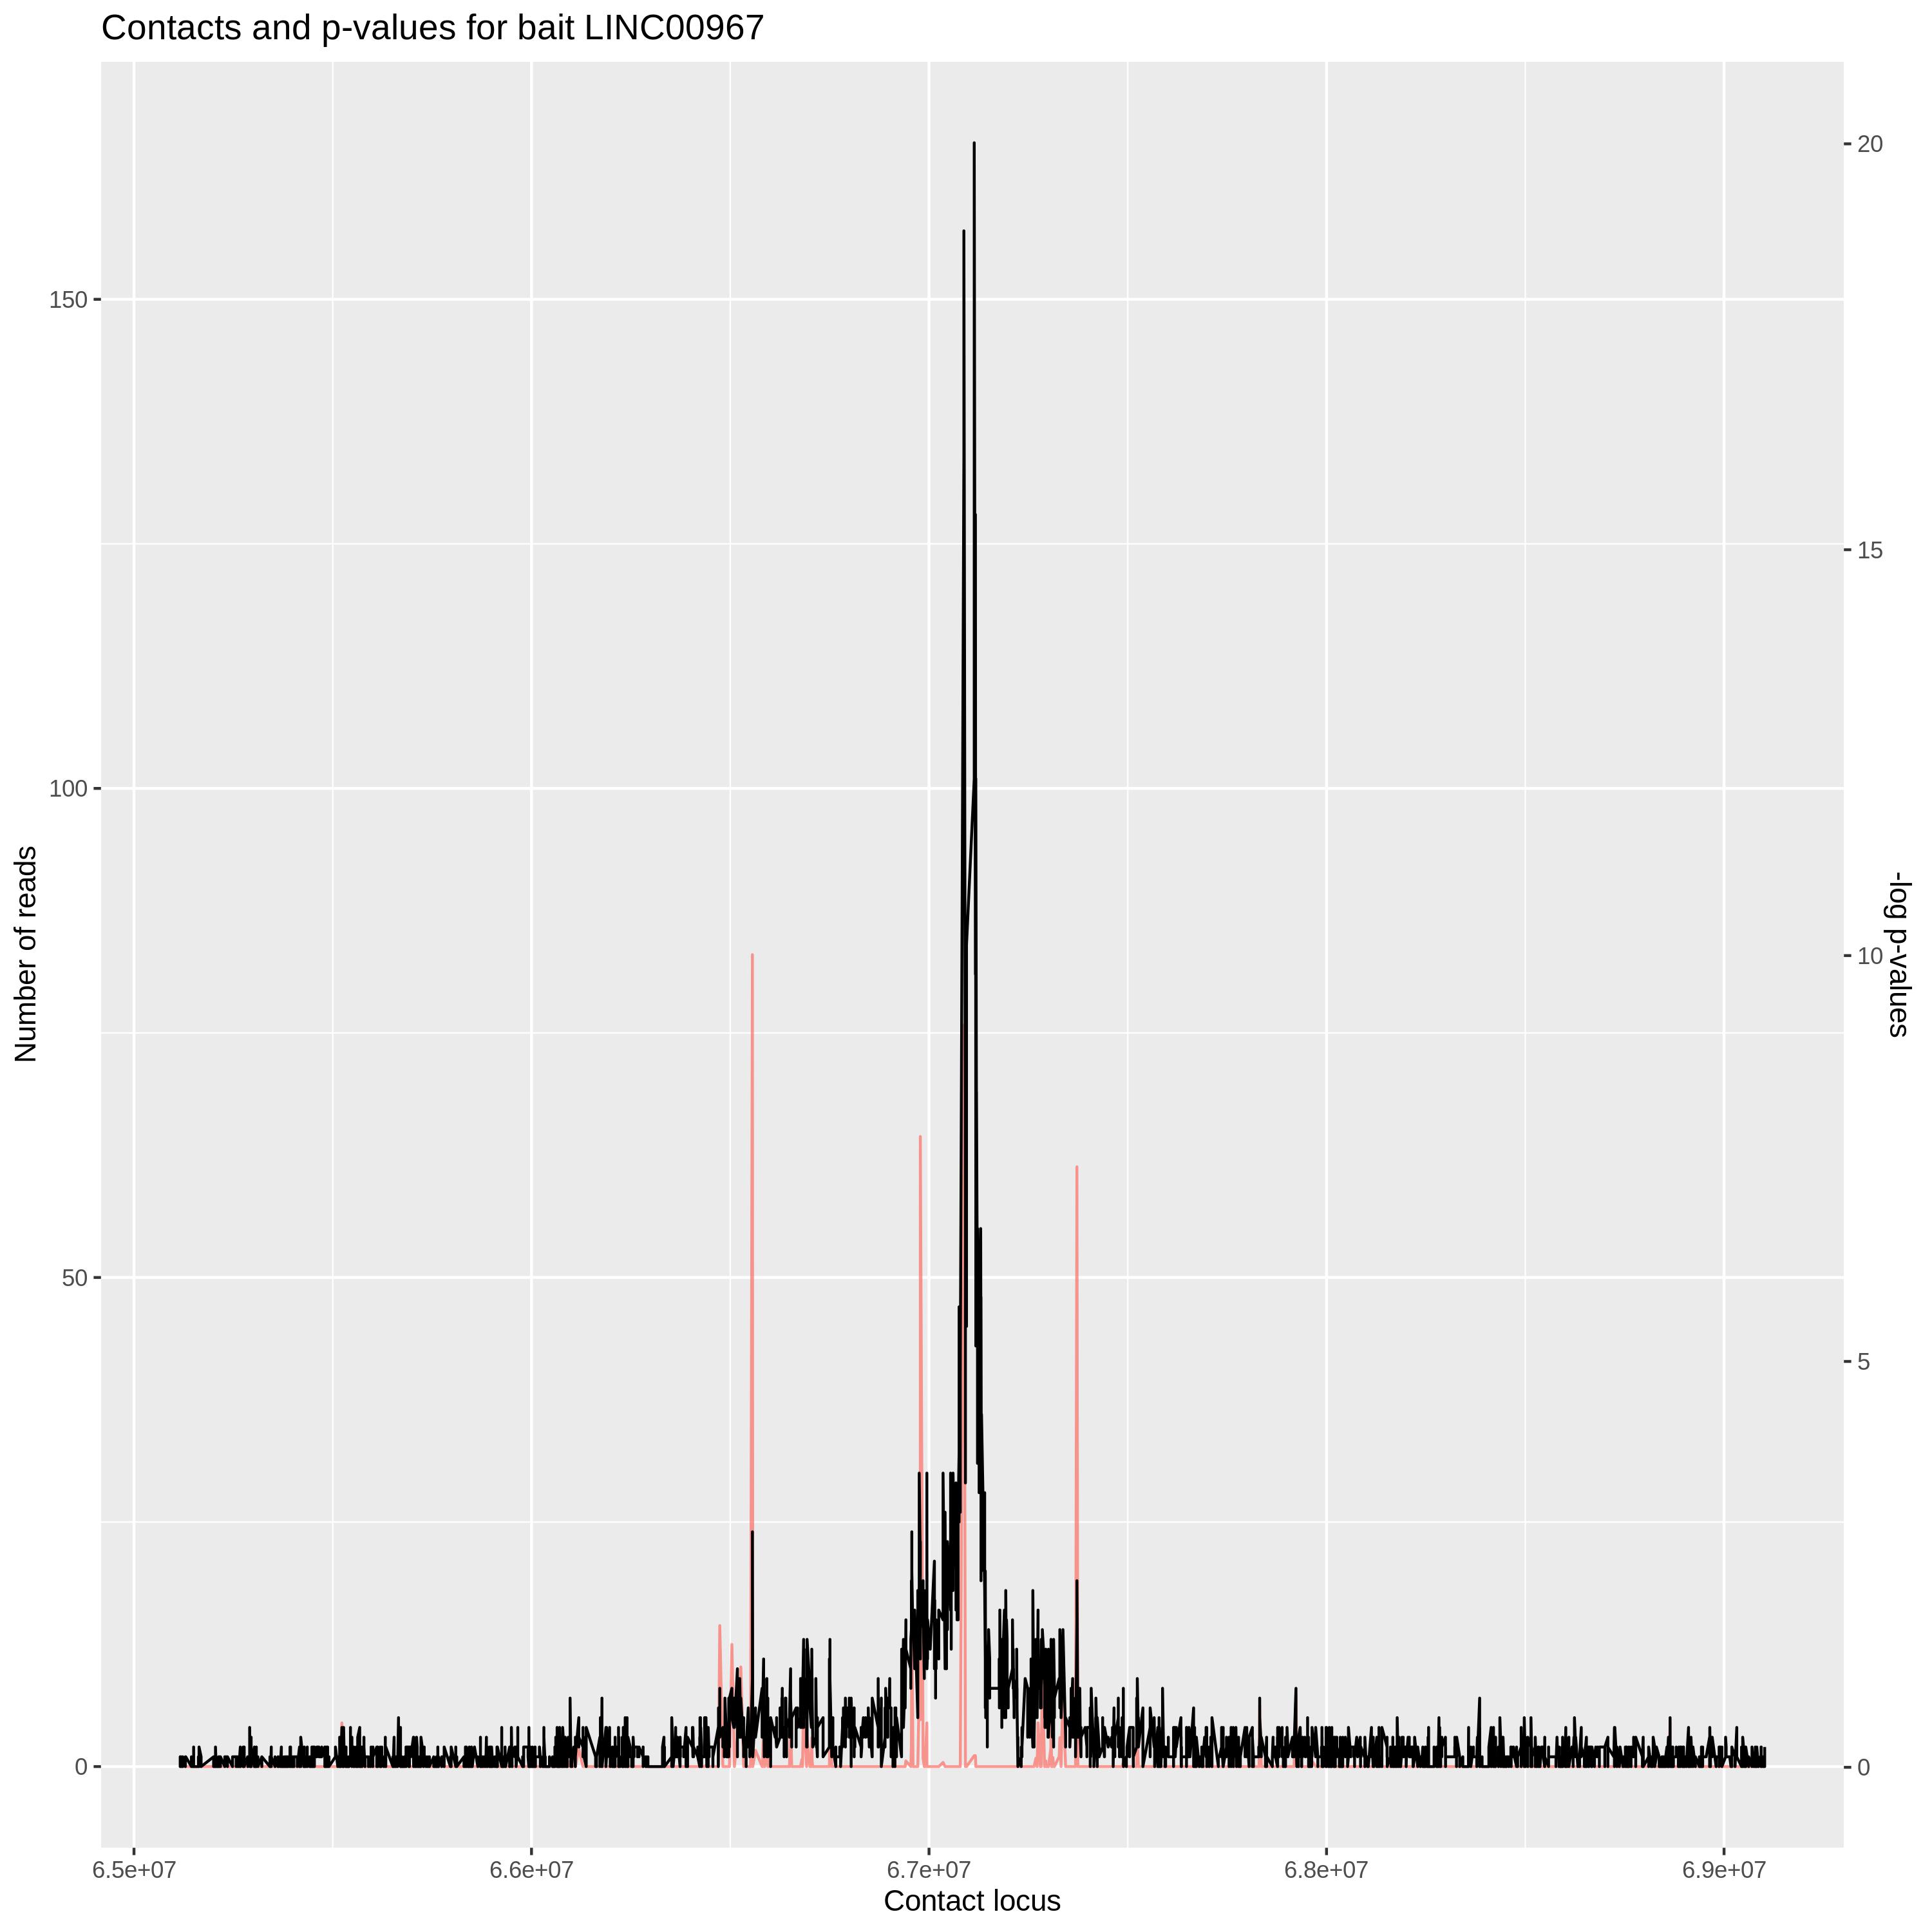 Contacts and p-values for bait LINC00967
Number of reads
150
100
50
0
20
15
10
5
0
-log p-values
6.5e+07
6.6e+07
6.7e+07
6.8e+07
6.9e+07
Contact locus